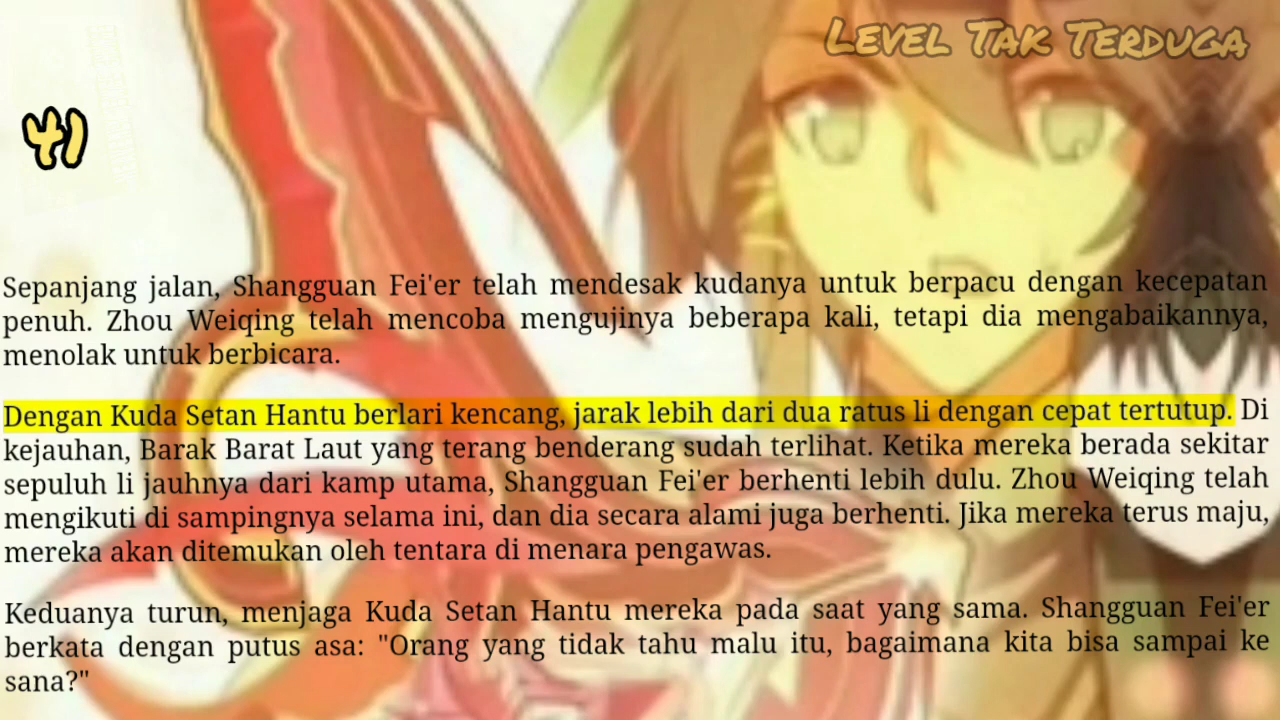 Level Tak Terduga
41
Sepanjang jalan, Shangguan Fei'er telah mendesak kudanya untuk berpacu dengan kecepatan
penuh. Zhou Weiqing telah mencoba mengujinya beberapa kali, tetapi dia mengabaikannya,
menolak untuk berbicara.
Dengan Kuda Setan Hantu berlari kencang, jarak lebih dari dua ratus li dengan cepat tertutup. Di
kejauhan, Barak Barat Laut yang terang benderang sudah terlihat. Ketika mereka berada sekitar
sepuluh li jauhnya dari kamp utama, Shangguan Fei'er berhenti lebih dulu. Zhou Weiqing telah
mengikuti di sampingnya selama ini, dan dia secara alami juga berhenti. Jika mereka terus maju,
mereka akan ditemukan oleh tentara di menara pengawas.
Keduanya turun, menjaga Kuda Setan Hantu mereka pada saat yang sama. Shangguan Fei'er
berkata dengan putus asa: "Orang yang tidak tahu malu itu, bagaimana kita bisa sampai ke
sana?"